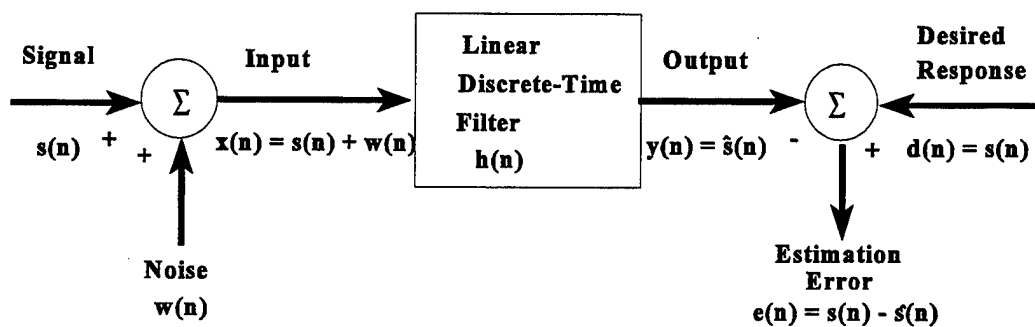 Signal
s(n)
+
+
Σ
Noise
w(n)
Input
x(n) = s(n) + w(n)
Linear
Discrete-Time
Filter
h(n)
Output
y(n) = ŝ(n)
-
Σ
+
Desired
Response
d(n) = s(n)
Estimation
Error
e(n) = s(n) - ŝ(n)